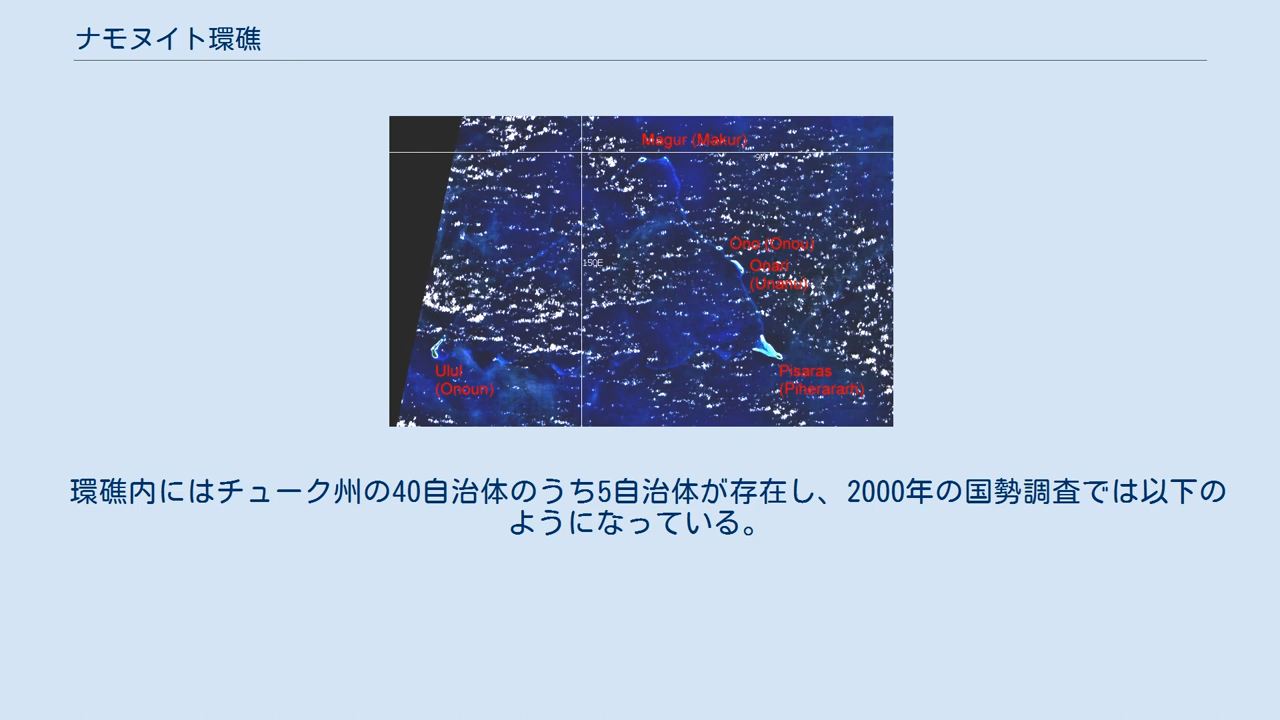 ナモヌイト環礁
Magur (Makur)
Ono (Onou)
150E
Onari
(Unanu)
Ulul
(Onoun)
Pisaras
(Piherarah)
環礁内にはチューク州の40自治体のうち5自治体が存在し、2000年の国勢調査では以下の
ようになっている。